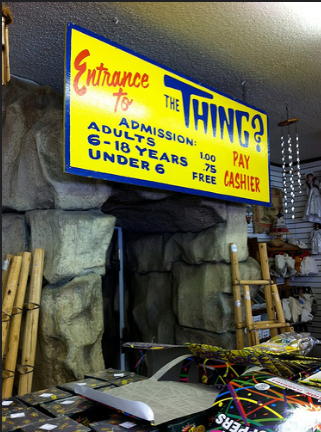 Entrance
to
THE THING?
ADMISSION:
ADULTS 1.00
6-18 YEARS .75
UNDER 6 FREE
PAY
CASHIER